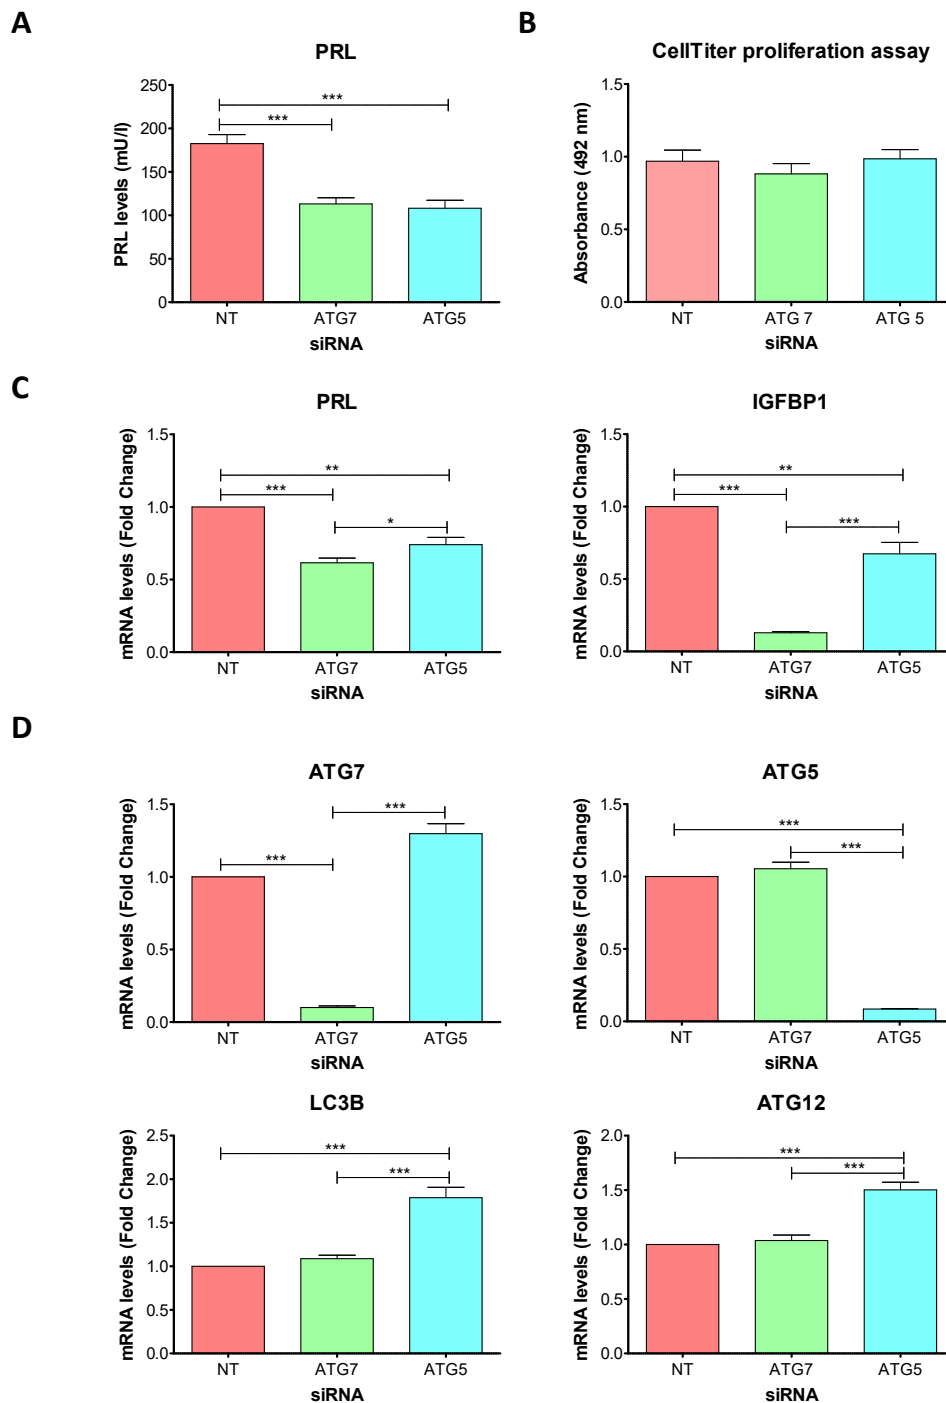 A
B
PRL
CellTiter proliferation assay
PRL levels (mU/l)
250
200
150
100
50
0
***
***
NT
ATG7
ATG5
siRNA
Absorbance (492 nm)
1.5
1.0
0.5
0.0
NT
ATG 7
ATG 5
siRNA
C
PRL
IGFBP1
mRNA levels (Fold Change)
1.5
1.0
0.5
0.0
**
***
*
NT
ATG7
ATG5
siRNA
mRNA levels (Fold Change)
1.5
1.0
0.5
0.0
**
***
***
NT
ATG7
ATG5
siRNA
D
ATG7
ATG5
mRNA levels (Fold Change)
1.5
1.0
0.5
0.0
***
***
NT
ATG7
ATG5
siRNA
mRNA levels (Fold Change)
1.5
1.0
0.5
0.0
***
***
NT
ATG7
ATG5
siRNA
LC3B
ATG12
mRNA levels (Fold Change)
2.5
2.0
1.5
1.0
0.5
0.0
***
***
NT
ATG7
ATG5
siRNA
mRNA levels (Fold Change)
2.0
1.5
1.0
0.5
0.0
***
***
NT
ATG7
ATG5
siRNA